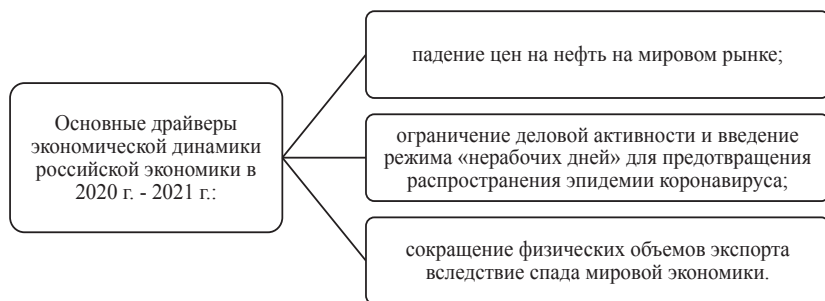 Основные драйверы
экономической динамики
российской экономики в
2020 г. - 2021 г.:
падение цен на нефть на мировом рынке;
ограничение деловой активности и введение
режима «нерабочих дней» для предотвращения
распространения эпидемии коронавируса;
сокращение физических объемов экспорта
вследствие спада мировой экономики.